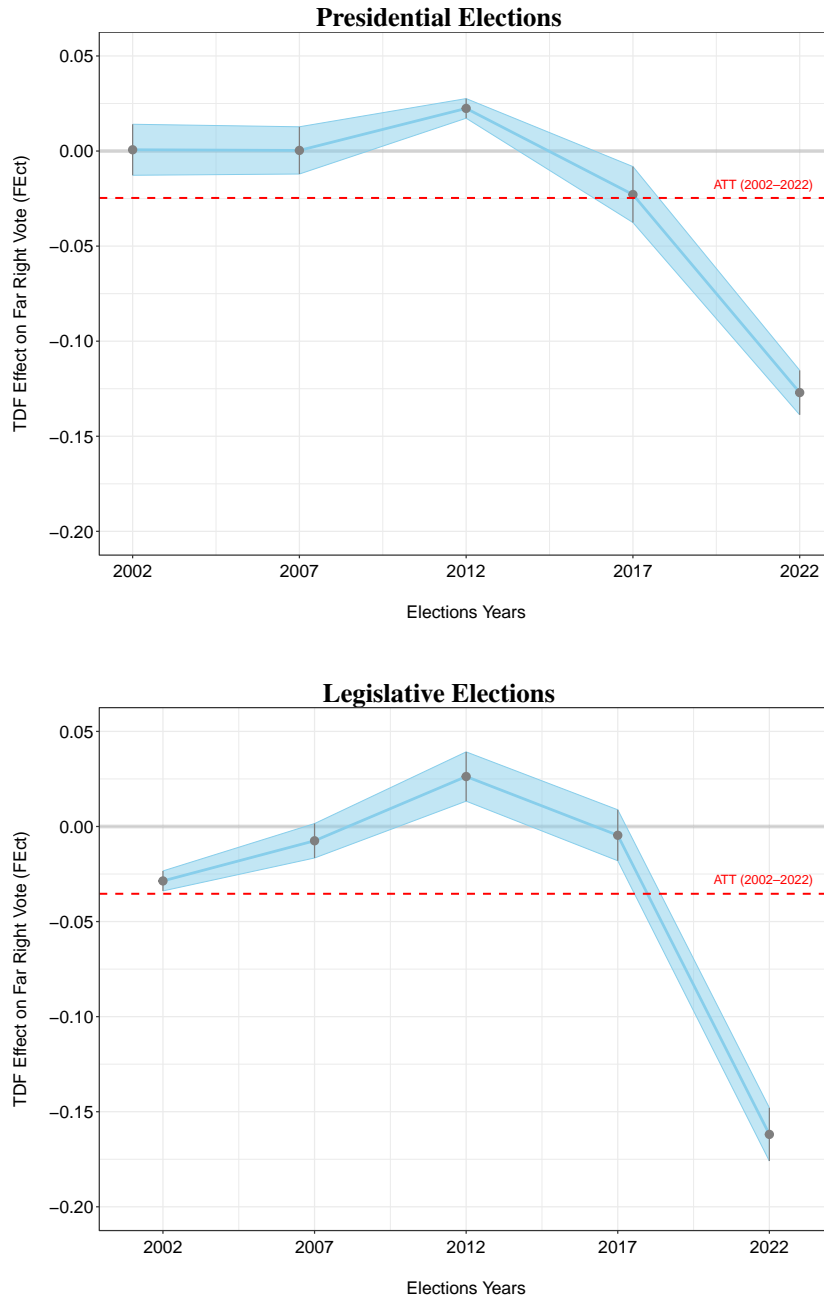 Presidential Elections
0.05
0.00
ATT (2002–2022)
−0.05
−0.10
−0.15
−0.20
TDF Effect on Far Right Vote (FEct)
2002 2007 2012 2017 2022
Elections Years
Legislative Elections
0.05
0.00
ATT (2002–2022)
−0.05
−0.10
−0.15
−0.20
TDF Effect on Far Right Vote (FEct)
2002 2007 2012 2017 2022
Elections Years